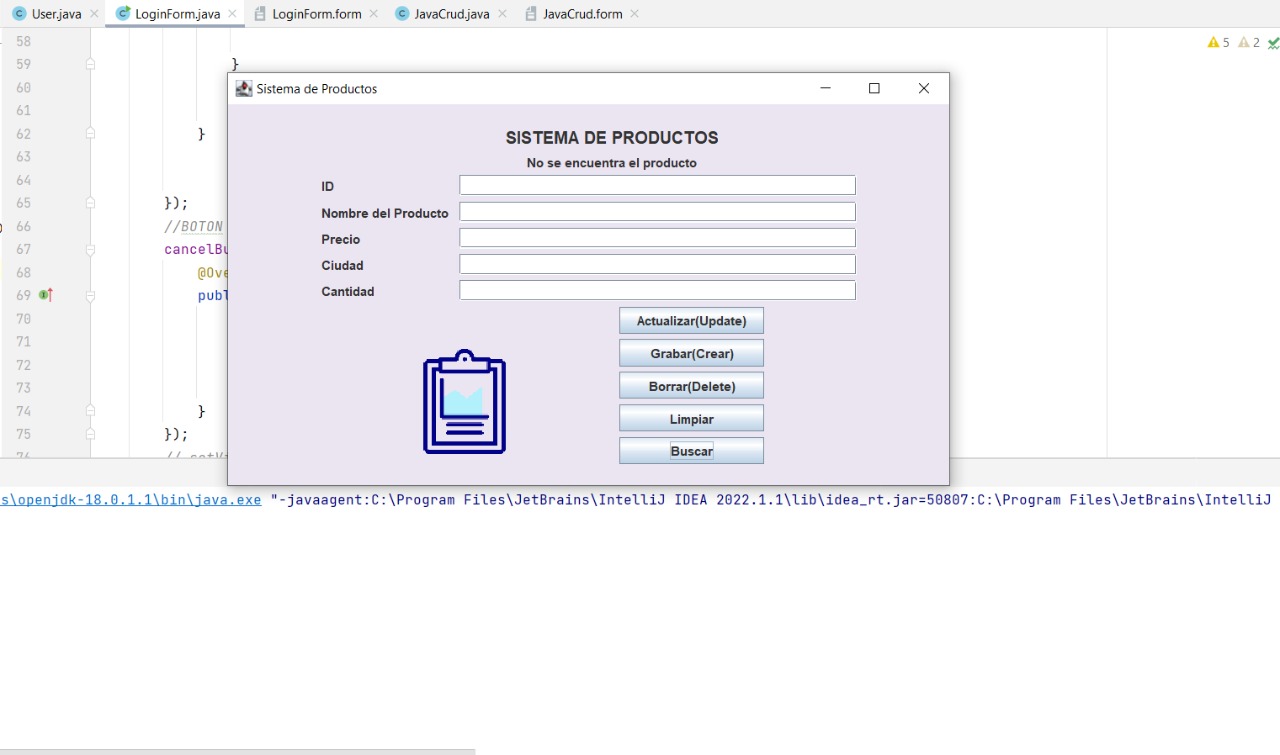 User.java
LoginForm.java
LoginForm.form
JavaCrud.java
JavaCrud.form
5
2
58
59 }
60
61
62 }
63
64
65 });
66 //BOTON
67 cancelBu
68 @Ove
69 publ
70
71
72
73
74 }
75 });
Sistema de Productos
SISTEMA DE PRODUCTOS
No se encuentra el producto
ID
Nombre del Producto
Precio
Ciudad
Cantidad
Actualizar(Update)
Grabar(Crear)
Borrar(Delete)
Limpiar
Buscar
s\openjdk-18.0.1.1\bin\java.exe "-javaagent:C:\Program Files\JetBrains\IntelliJ IDEA 2022.1.1\lib\idea_rt.jar=50807:C:\Program Files\JetBrains\IntelliJ